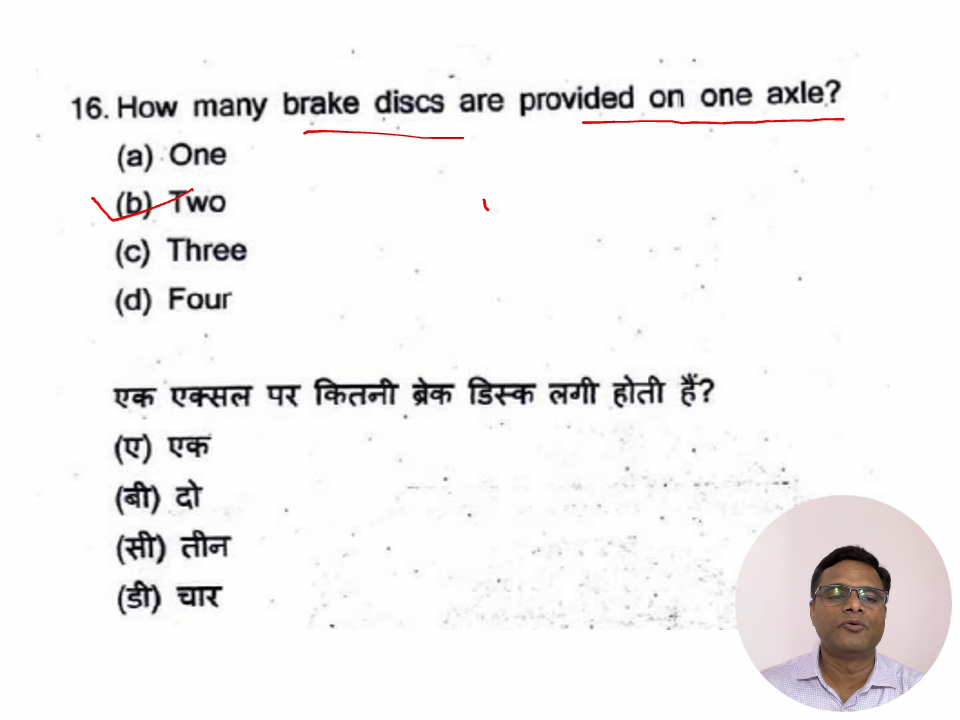 16. How many brake discs are provided on one axle?
(a) One
(b) Two
(c) Three
(d) Four
एक एक्सल पर कितनी ब्रेक डिस्क लगी होती हैं?
(ए) एक
(बी) दो
(सी) तीन
(डी) चार